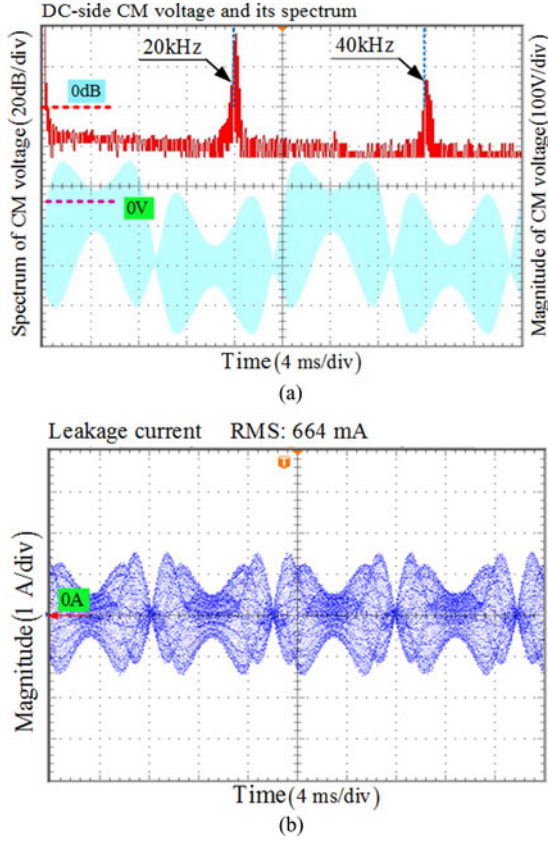 DC-side CM voltage and its spectrum
20kHz
40kHz
0dB
0V
Spectrum of CM voltage(20dB/div)
Magnitude of CM voltage(100V/div)
Time(4 ms/div)
(a)
Leakage current RMS: 664 mA
T
0A
Magnitude(1 A/div)
Time(4 ms/div)
(b)